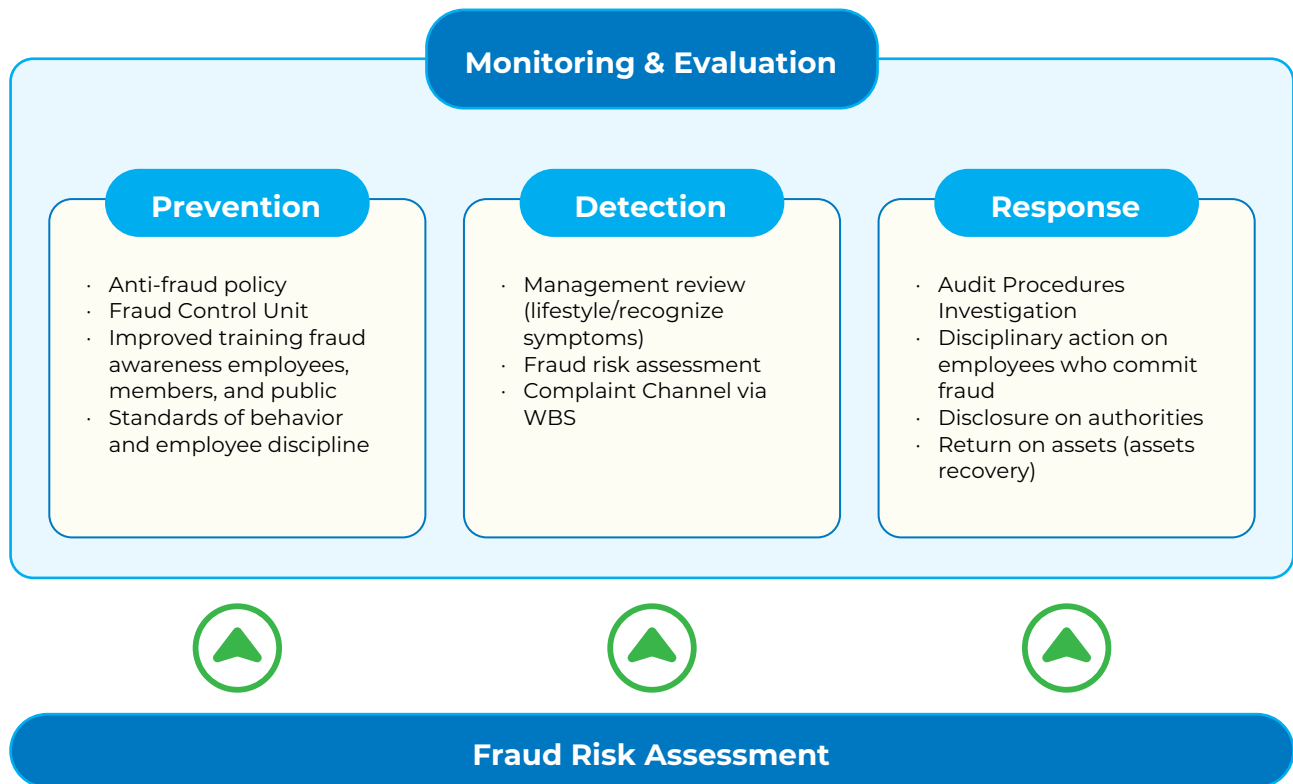 Monitoring & Evaluation
Prevention
· Anti-fraud policy
· Fraud Control Unit
· Improved training fraud
awareness employees,
members, and public
· Standards of behavior
and employee discipline
Detection
· Management review
(lifestyle/recognize
symptoms)
· Fraud risk assessment
· Complaint Channel via
WBS
Response
· Audit Procedures
Investigation
· Disciplinary action on
employees who commit
fraud
· Disclosure on authorities
· Return on assets (assets
recovery)
Fraud Risk Assessment